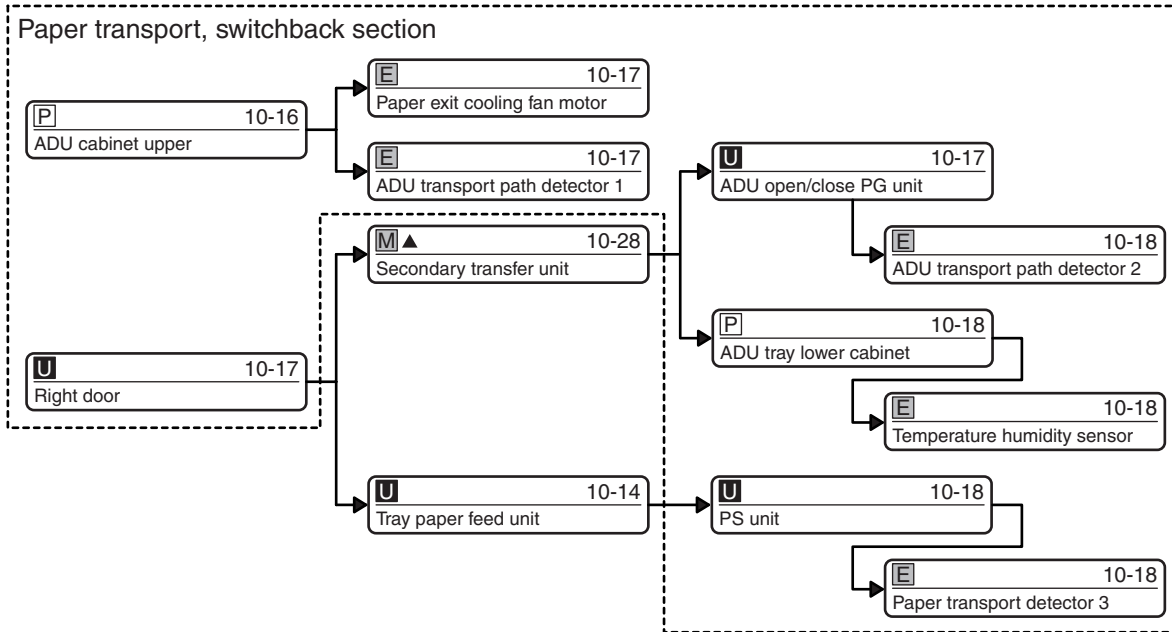 Paper transport, switchback section
E 10-17
Paper exit cooling fan motor
P 10-16
ADU cabinet upper
E 10-17
ADU transport path detector 1
U 10-17
ADU open/close PG unit
M▲ 10-28
Secondary transfer unit
E 10-18
ADU transport path detector 2
P 10-18
ADU tray lower cabinet
U 10-17
Right door
E 10-18
Temperature humidity sensor
U 10-14
Tray paper feed unit
U 10-18
PS unit
E 10-18
Paper transport detector 3